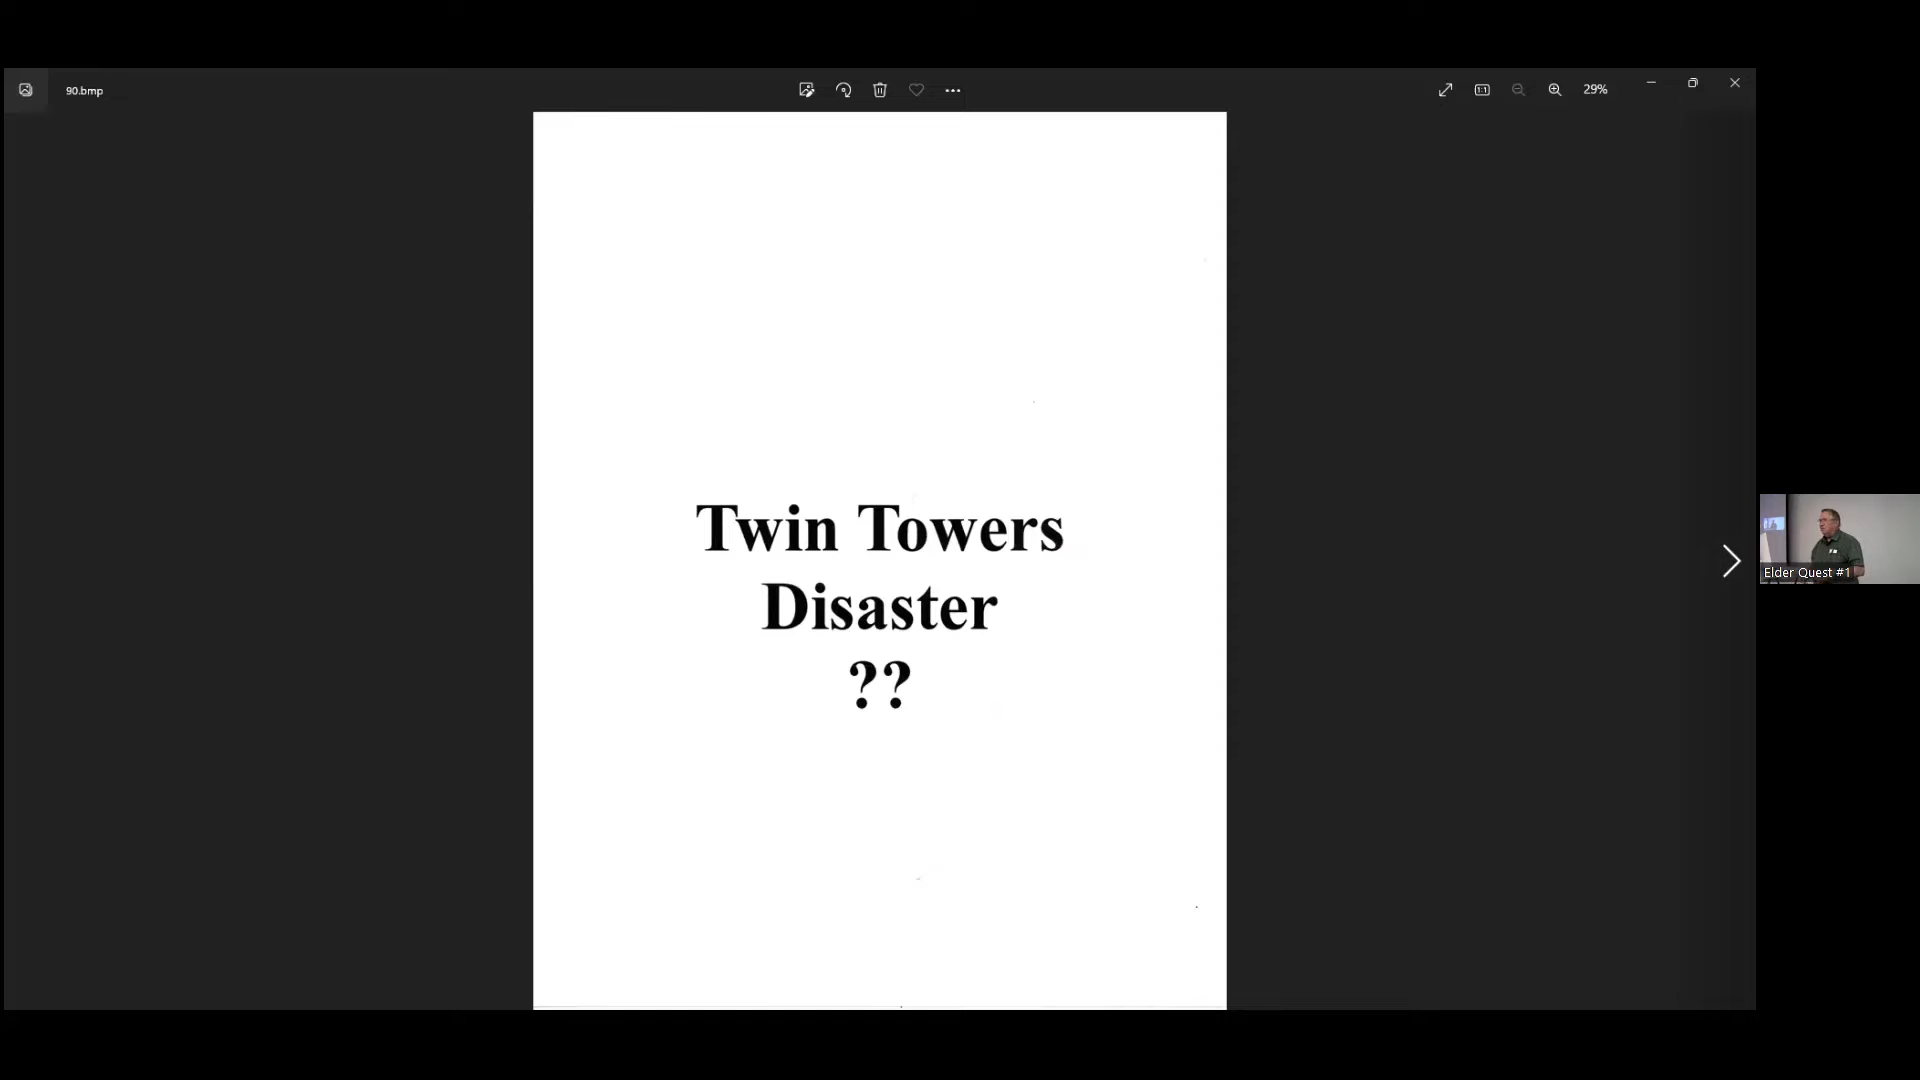 90.bmp
29%
Twin Towers
Disaster
??
Elder Quest #1